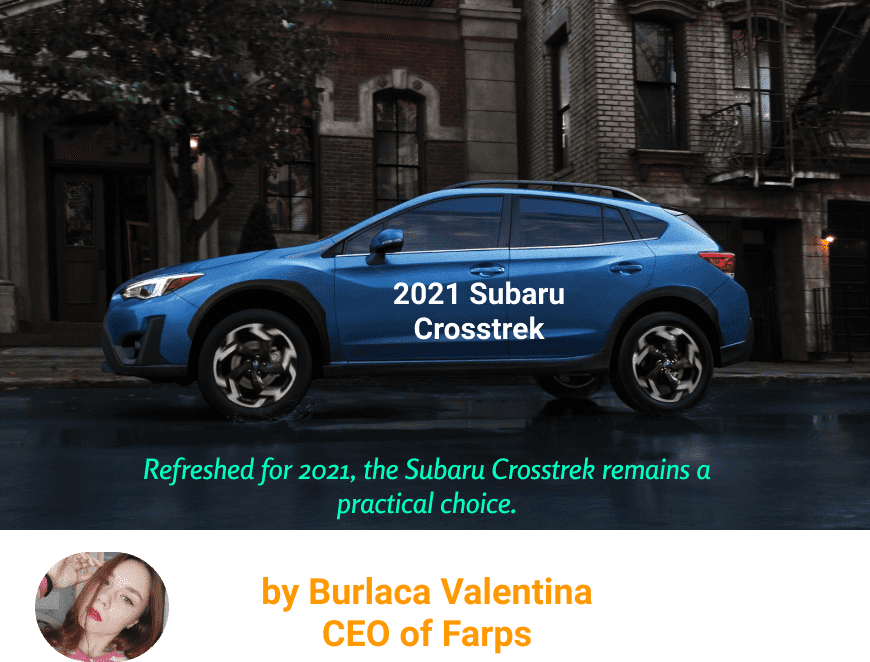 2021 Subaru
Crosstrek
Refreshed for 2021, the Subaru Crosstrek remains a
practical choice.
by Burlaca Valentina
CEO of Farps